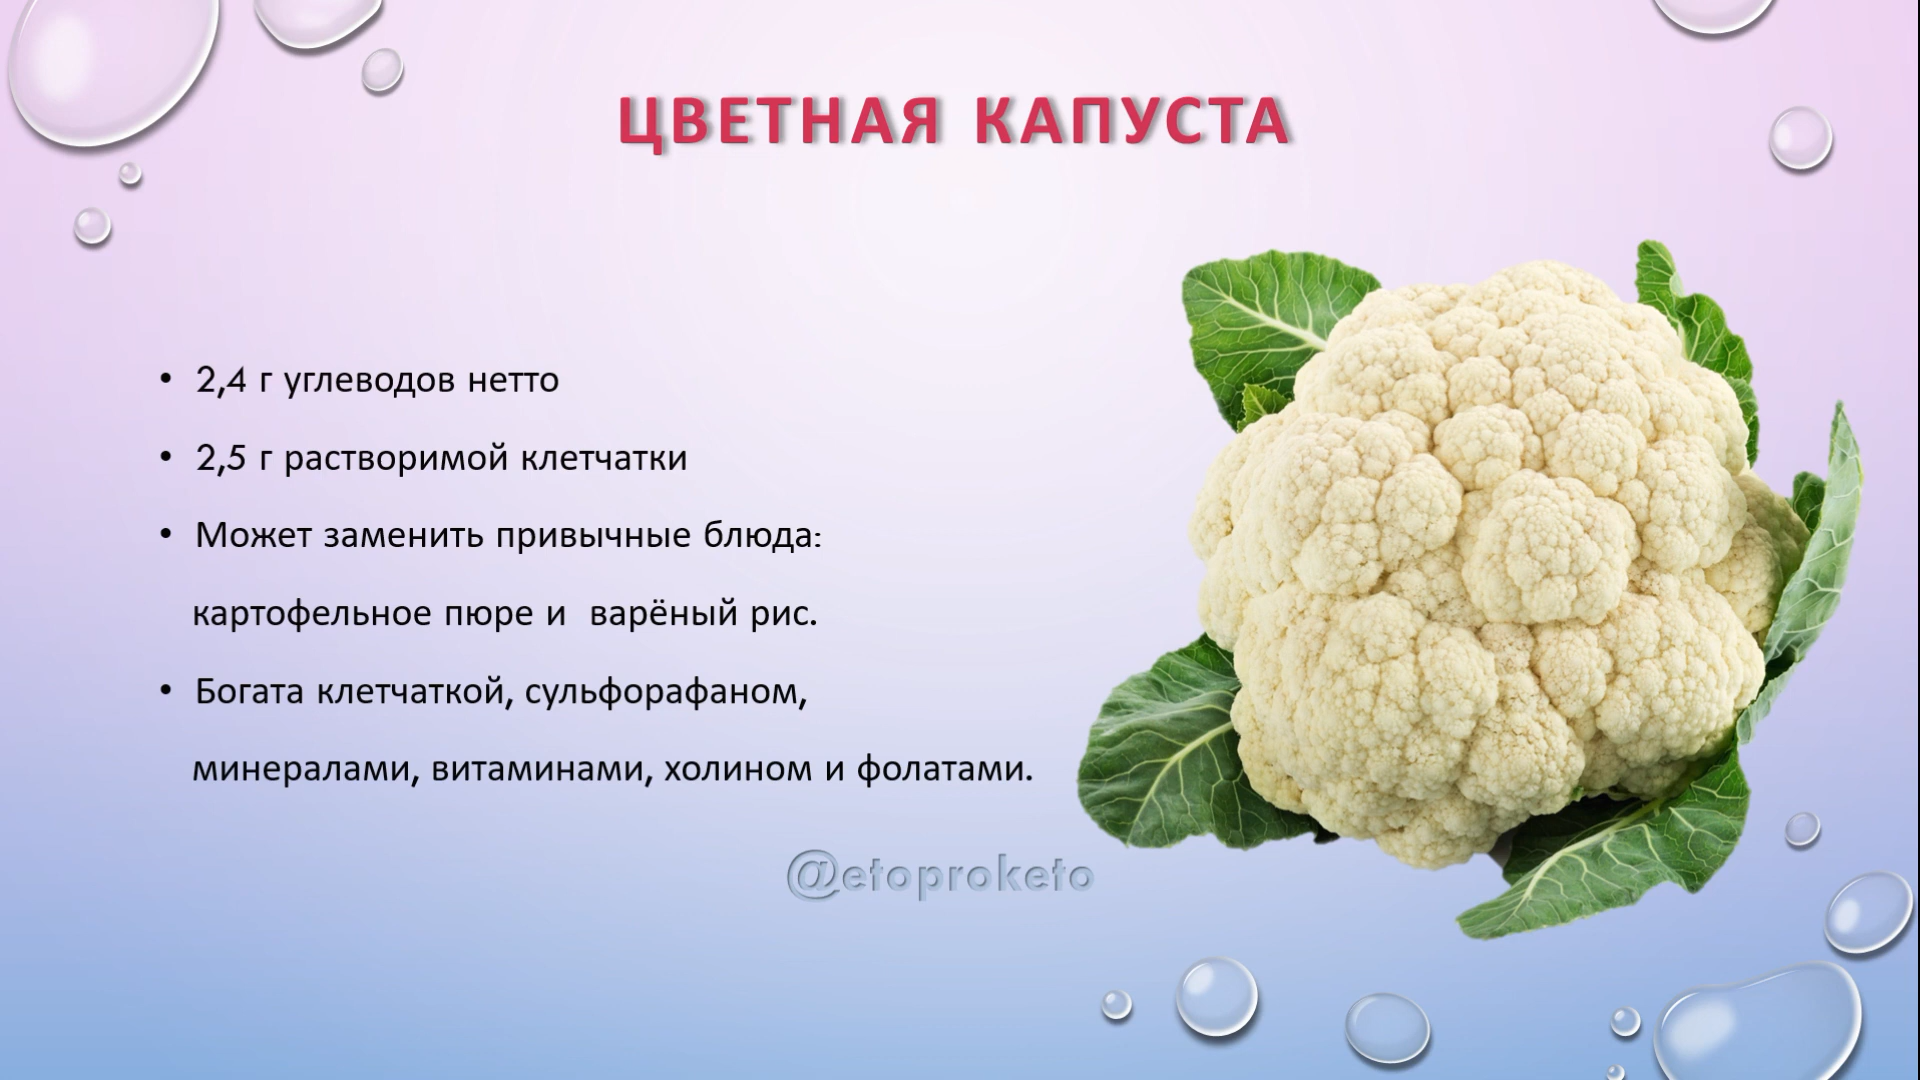 ЦВЕТНАЯ КАПУСТА
• 2,4 г углеводов нетто
• 2,5 г растворимой клетчатки
• Может заменить привычные блюда:
картофельное пюре и варёный рис.
• Богата клетчаткой, сульфорафаном,
минералами, витаминами, холином и фолатами.
@etoproketo